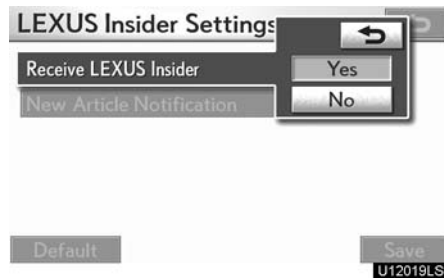 LEXUS Insider Settings
Receive LEXUS Insider
Yes
New Article Notification
No
Default
Save
U12019LS